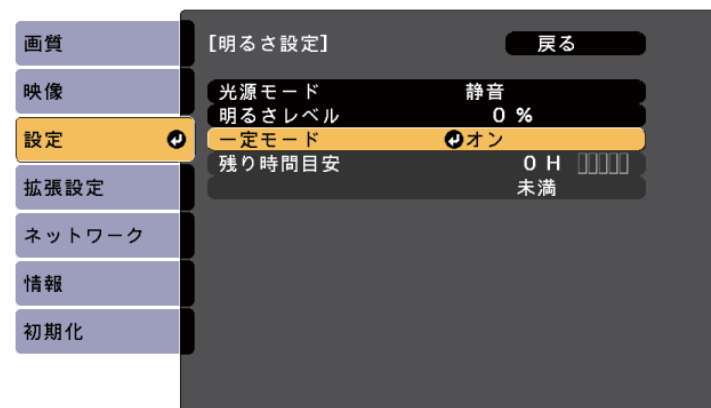 画質
映像
設定
拡張設定
ネットワーク
情報
初期化
[明るさ設定] 戻る
光源モード 静音
明るさレベル 0 %
一定モード オン
残り時間目安 0 H
未満